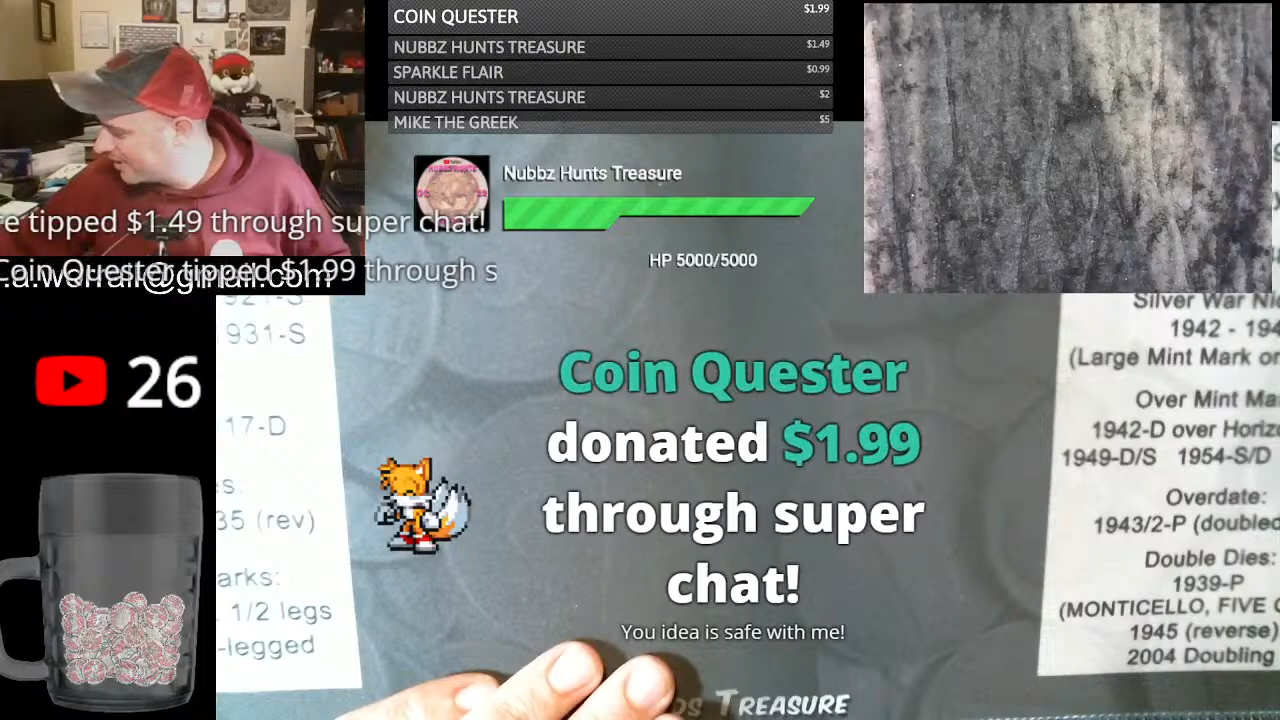 COIN QUESTER $1.99
NUBBZ HUNTS TREASURE $1.49
SPARKLE FLAIR $0.99
NUBBZ HUNTS TREASURE $2
MIKE THE GREEK $5
Nubbz Hunts Treasure
HP 5000/5000
re tipped $1.49 through super chat!
Coin Quester tipped $1.99 through s
931-S
17-D
35 (rev)
arks:
1/2 legs
-legged
26
Coin Quester
donated $1.99
through super
chat!
You idea is safe with me!
TREASURE
Silver War Ni
1942 - 194
(Large Mint Mark or
Over Mint Ma
1942-D over Horiz
1949-D/S 1954-S/D
Overdate:
1943/2-P (doubled
Double Dies:
1939-P
(MONTICELLO, FIVE
1945 (reverse)
2004 Doubling